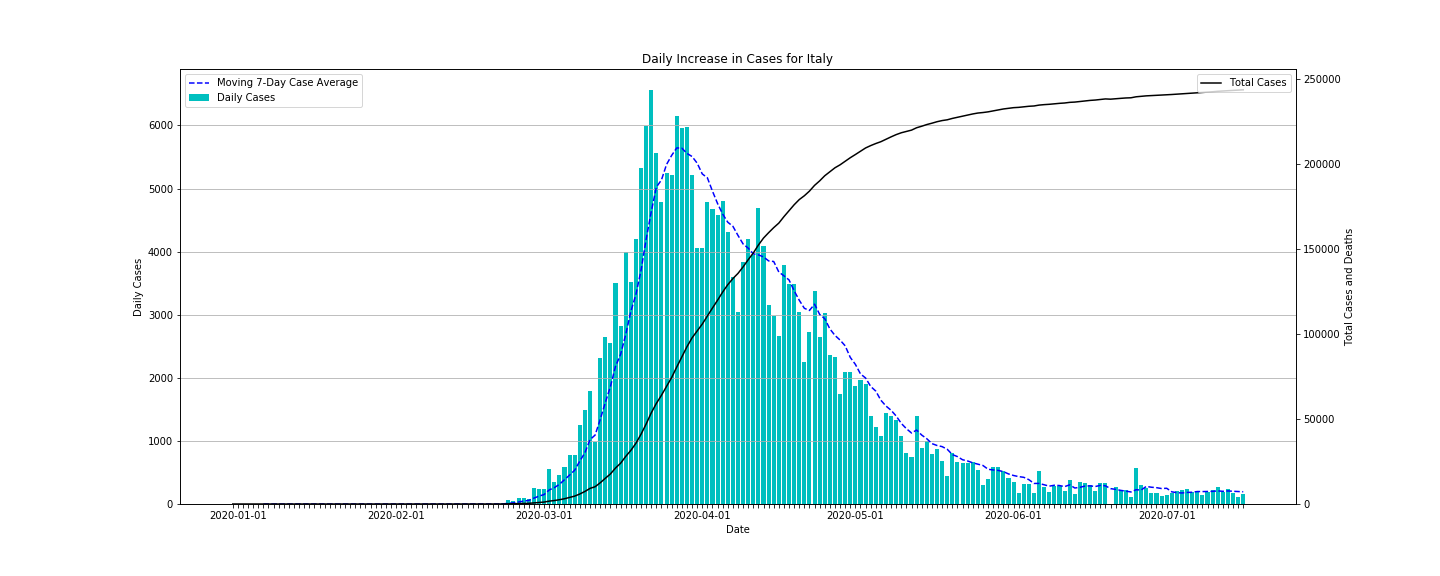 Daily Increase in Cases for Italy
Moving 7-Day Case Average
Daily Cases
Total Cases
250000
200000
150000
100000
50000
0
6000
5000
4000
3000
2000
1000
0
Daily Cases
Total Cases and Deaths
2020-01-01 2020-02-01 2020-03-01 2020-04-01 2020-05-01 2020-06-01 2020-07-01
Date